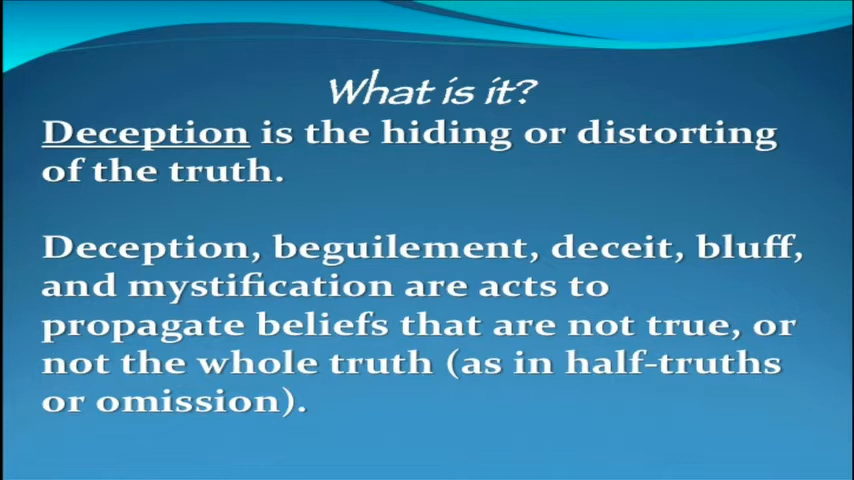 What is it?
Deception is the hiding or distorting
of the truth.
Deception, beguilement, deceit, bluff,
and mystification are acts to
propagate beliefs that are not true, or
not the whole truth (as in half-truths
or omission).